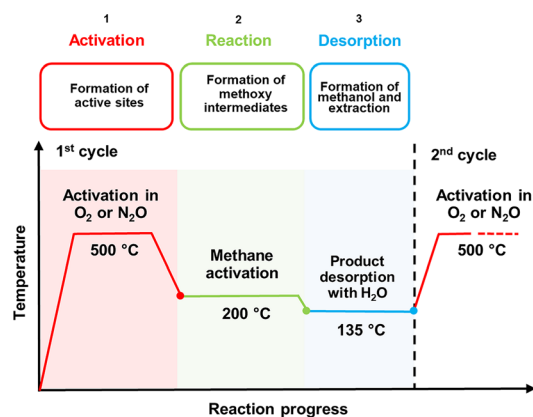 1
2
3
Activation
Reaction
Desorption
Formation of
active sites
Formation of
methoxy
intermediates
Formation of
methanol and
extraction
1st cycle
2nd cycle
Activation in
O₂ or N₂O
500 °C
Methane
activation
200 °C
Product
desorption
with H₂O
135 °C
Activation in
O₂ or N₂O
500 °C
Temperature
Reaction progress